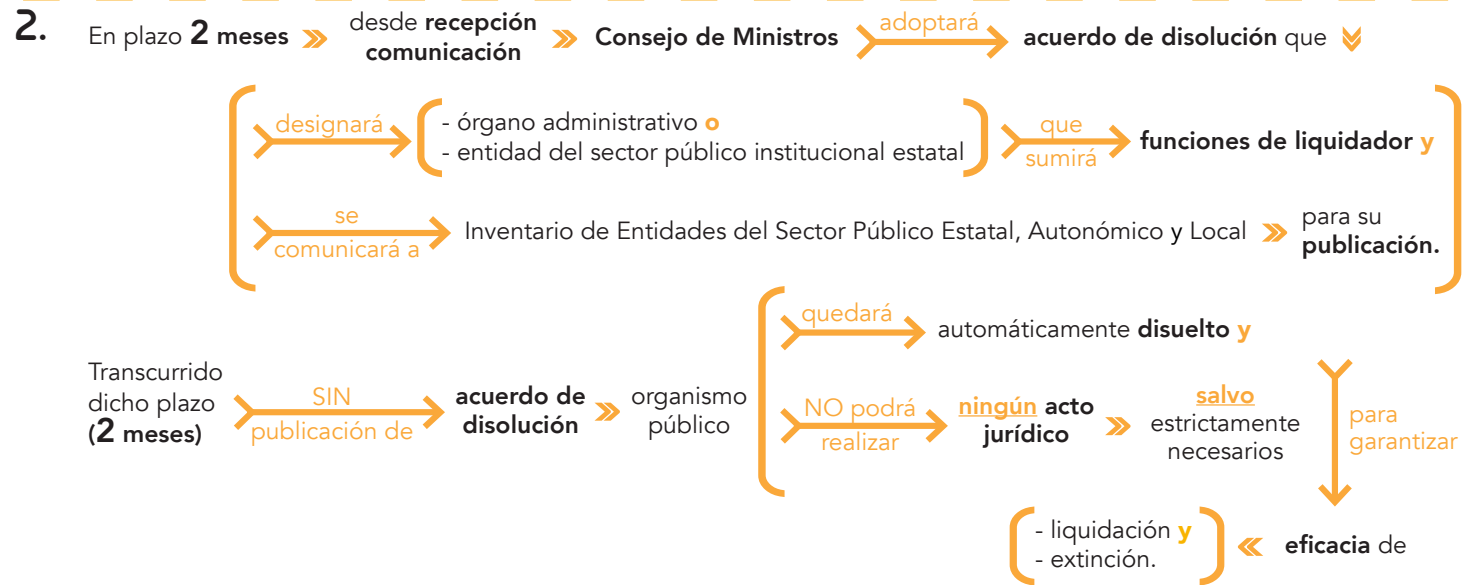 2.
En plazo 2 meses » desde recepción
comunicación » Consejo de Ministros adoptará acuerdo de disolución que
designará
- órgano administrativo o
- entidad del sector público institucional estatal
que
sumirá
funciones de liquidador y
se
comunicará a
Inventario de Entidades del Sector Público Estatal, Autonómico y Local » para su
publicación.
Transcurrido
dicho plazo
(2 meses)
SIN
publicación de
acuerdo de
disolución »
organismo
público
quedará
automáticamente disuelto y
NO podrá
realizar
ningún acto
jurídico »
salvo
estrictamente
necesarios
para
garantizar
eficacia de «
- liquidación y
- extinción.